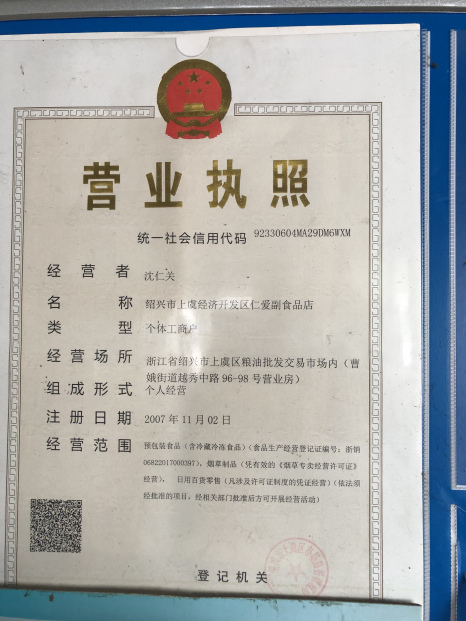 营业执照
统一社会信用代码 92330604MA29DM6WXM
经营者 沈仁关
名称 绍兴市上虞经济开发区仁爱副食品店
类型 个体工商户
经营场所 浙江省绍兴市上虞区粮油批发交易市场内（曹
娥街道越秀中路96-98号营业房）
组成形式 个人经营
注册日期 2007年11月02日
经营范围 预包装食品（含冷藏冷冻食品）（食品生产经营登记证编号：浙销
06822017000397），烟草制品（凭有效的《烟草专卖经营许可证》
经营）， 日用百货零售（凡涉及许可证制度的凭证经营）（依法须
经批准的项目，经相关部门批准后方可开展经营活动）
登记机关